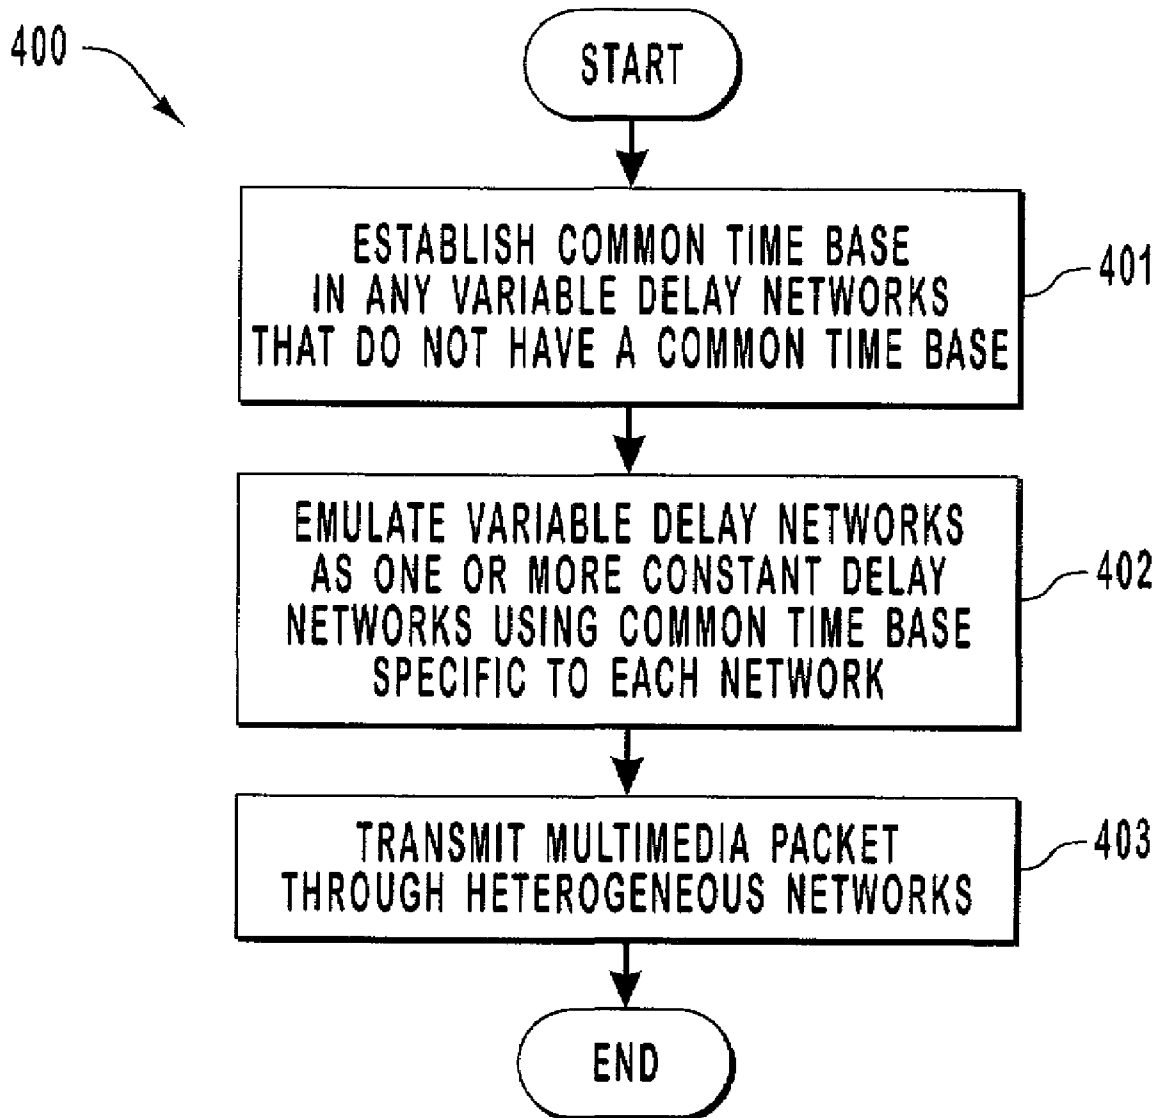 400
START
ESTABLISH COMMON TIME BASE
IN ANY VARIABLE DELAY NETWORKS
THAT DO NOT HAVE A COMMON TIME BASE
401
EMULATE VARIABLE DELAY NETWORKS
AS ONE OR MORE CONSTANT DELAY
NETWORKS USING COMMON TIME BASE
SPECIFIC TO EACH NETWORK
402
TRANSMIT MULTIMEDIA PACKET
THROUGH HETEROGENEOUS NETWORKS
403
END